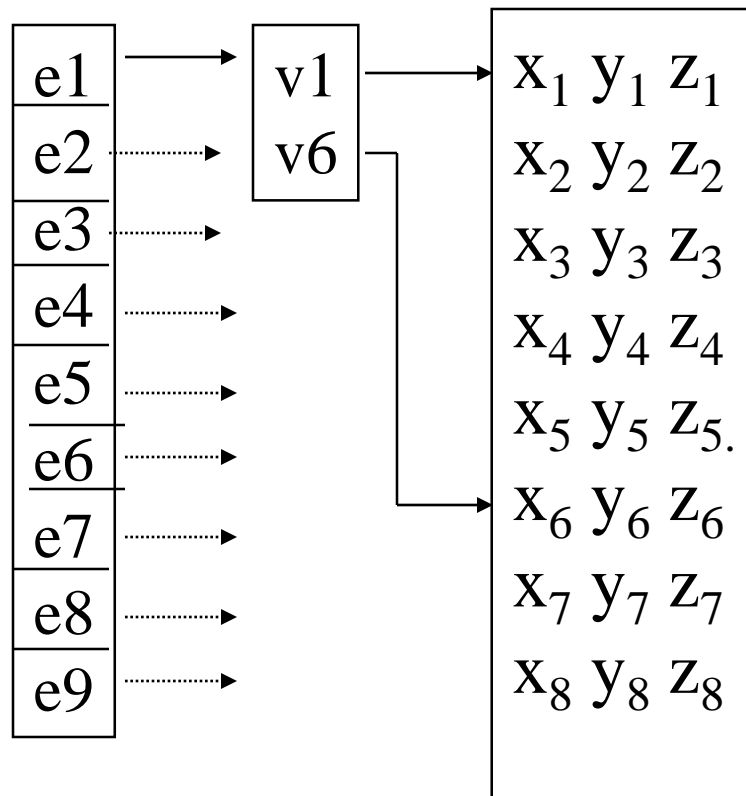 e1
e2
e3
e4
e5
e6
e7
e8
e9
v1
v6
x₁ y₁ z₁
x₂ y₂ z₂
x₃ y₃ z₃
x₄ y₄ z₄
x₅ y₅ z₅.
x₆ y₆ z₆
x₇ y₇ z₇
x₈ y₈ z₈